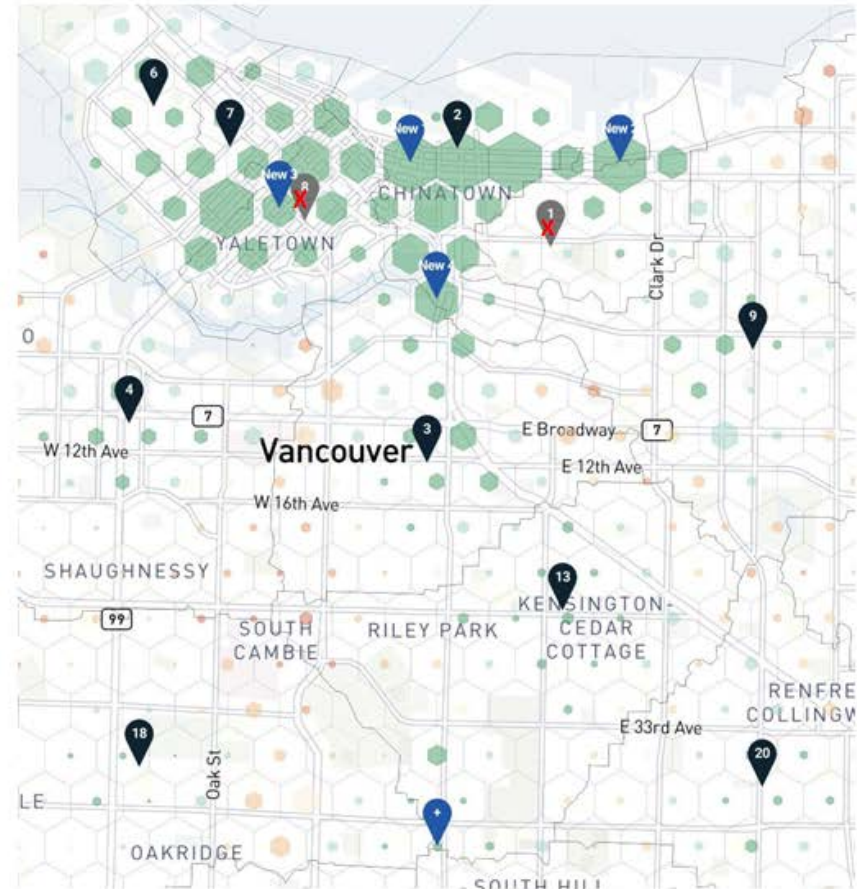 6
7
New
2
New
New 3
8
X
CHINATOWN
1
X
YALETOWN
Clark Dr
New 4
9
O
4
7
3
E Broadway
7
W 12th Ave
Vancouver
E 12th Ave
W 16th Ave
SHAUGHNESSY
13
KENSINGTON-
CEDAR
COTTAGE
99
SOUTH
CAMBIE
RILEY PARK
RENFRE
COLLINGW
18
E 33rd Ave
Oak St
20
LE
+
OAKRIDGE
SOUTH HILL